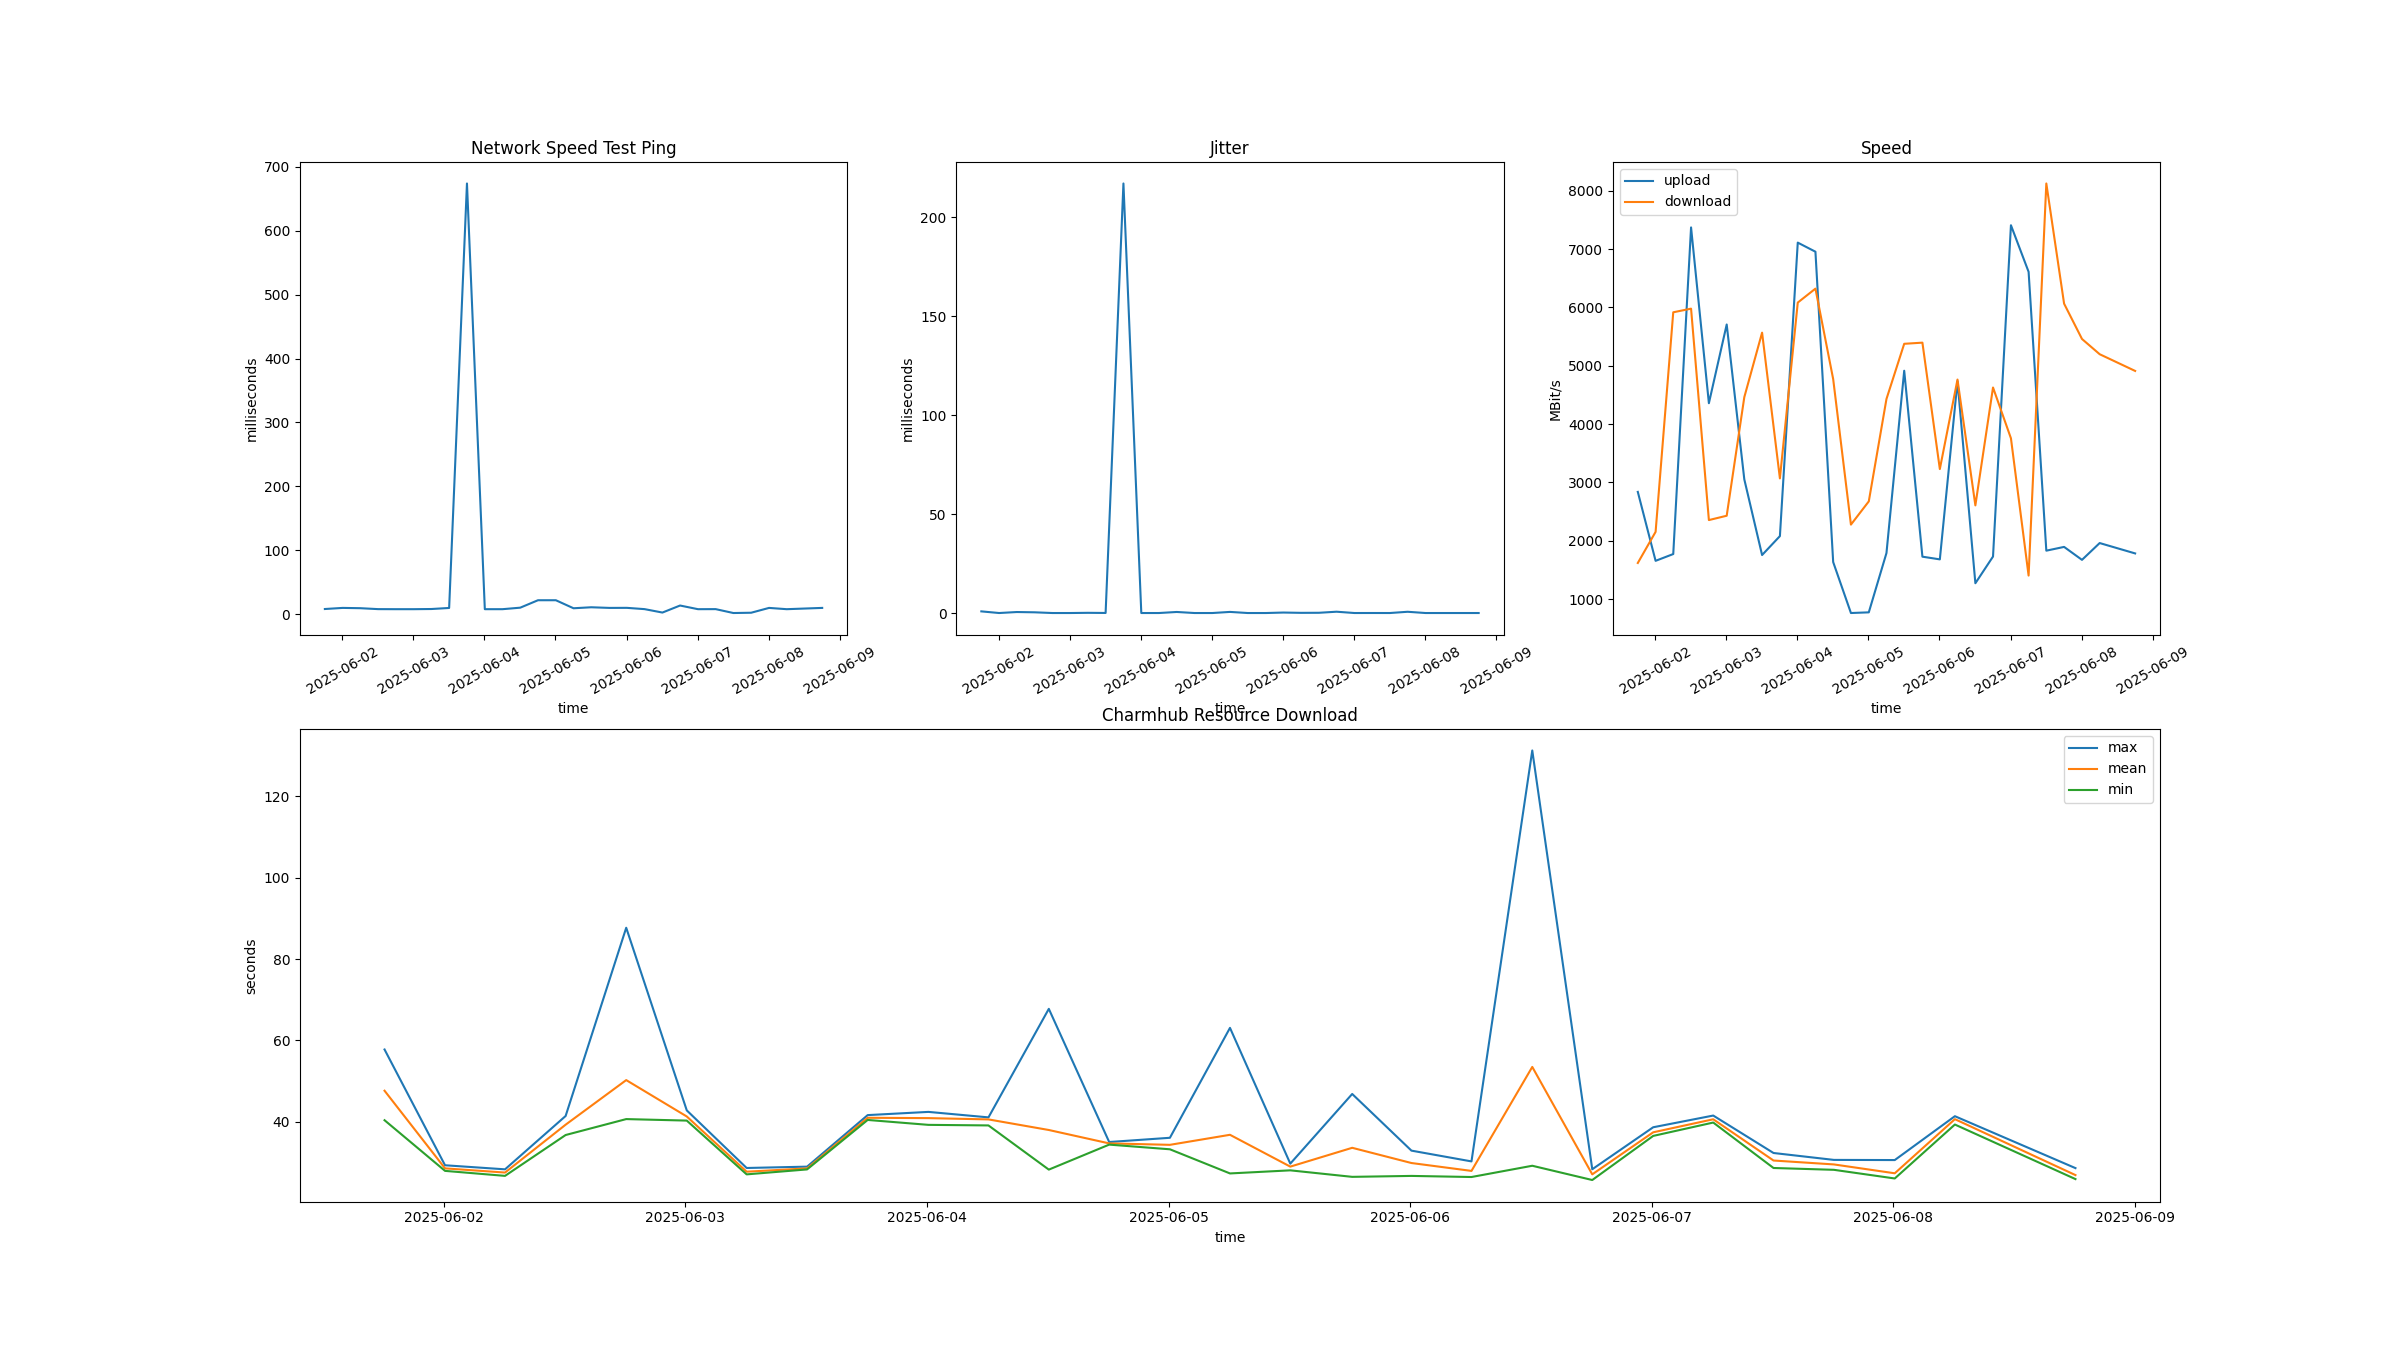 Network Speed Test Ping
700
600
500
400
300
200
100
0
milliseconds
2025-06-02 2025-06-03 2025-06-04 2025-06-05 2025-06-06 2025-06-07 2025-06-08 2025-06-09
time
Jitter
200
150
100
50
0
milliseconds
2025-06-02 2025-06-03 2025-06-04 2025-06-05 2025-06-06 2025-06-07 2025-06-08 2025-06-09
time
Speed
upload
download
8000
7000
6000
5000
4000
3000
2000
1000
MBit/s
2025-06-02 2025-06-03 2025-06-04 2025-06-05 2025-06-06 2025-06-07 2025-06-08 2025-06-09
time
Charmhub Resource Download
max
mean
min
120
100
80
60
40
seconds
2025-06-02 2025-06-03 2025-06-04 2025-06-05 2025-06-06 2025-06-07 2025-06-08 2025-06-09
time